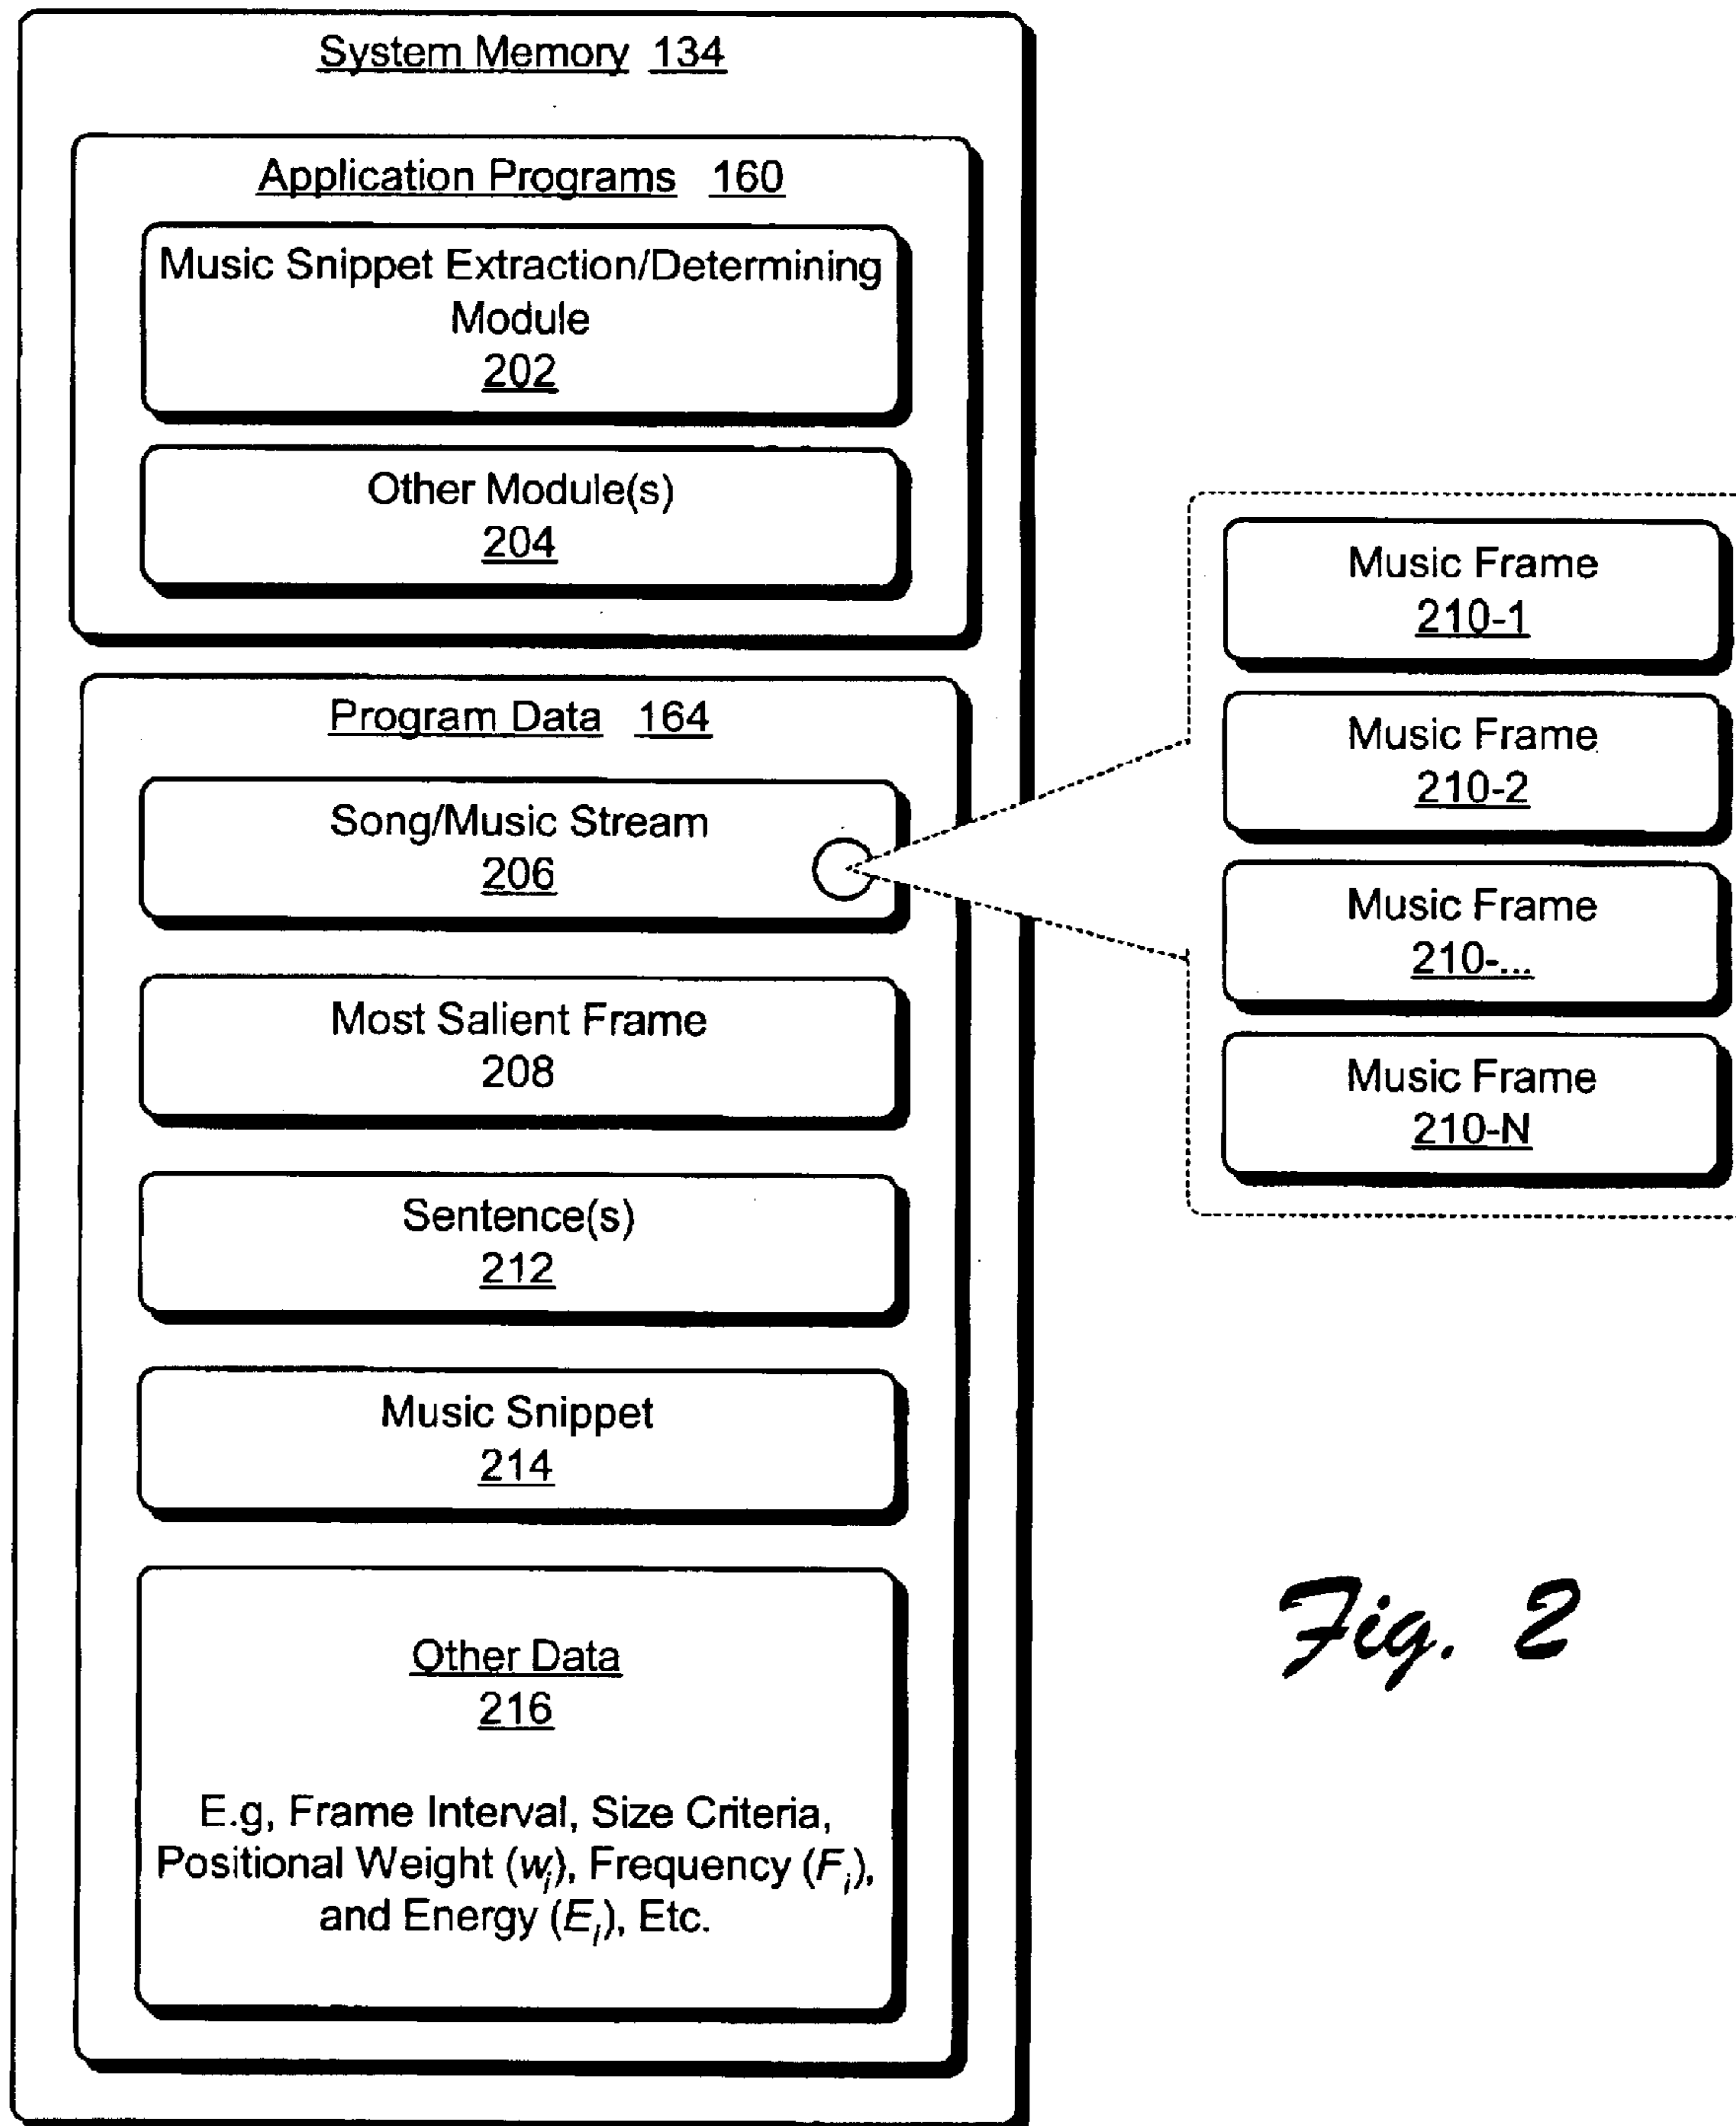 System Memory 134
Application Programs 160
Music Snippet Extraction/Determining
Module
202
Other Module(s)
204
Program Data 164
Song/Music Stream
206
Most Salient Frame
208
Sentence(s)
212
Music Snippet
214
Other Data
216
E.g, Frame Interval, Size Criteria,
Positional Weight (wᵢ), Frequency (Fᵢ),
and Energy (Eᵢ), Etc.
Music Frame
210-1
Music Frame
210-2
Music Frame
210-...
Music Frame
210-N
Fig. 2